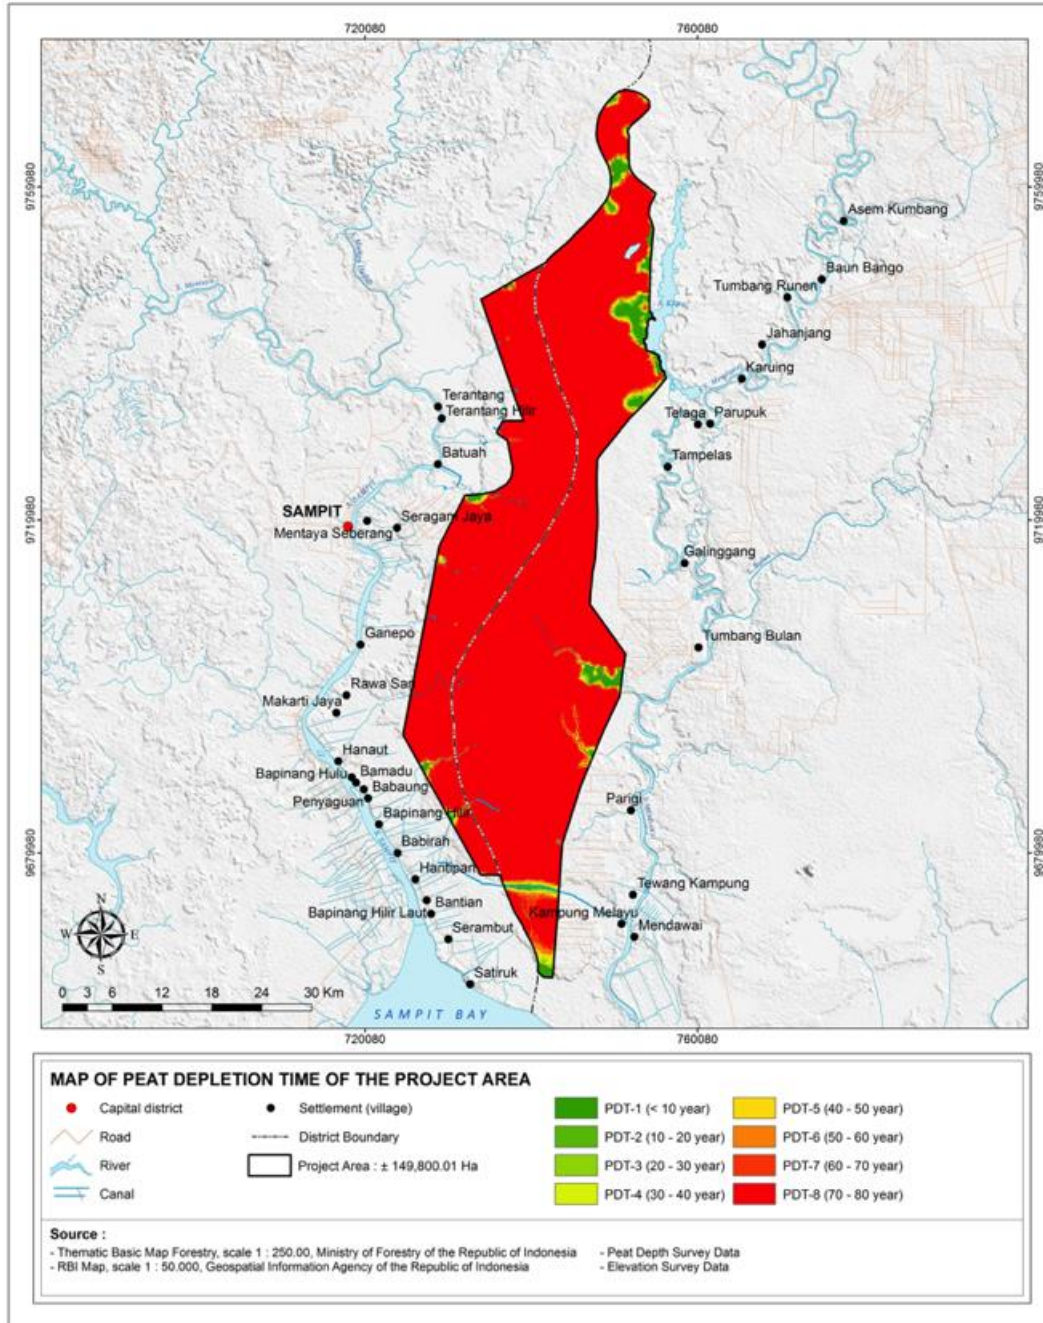 720080
760080
9759980
9759980
Asem Kumbang
Baun Bango
Tumbang Runen
Jahanjang
Karuing
Terantang
Terantang Hilir
Telaga
Parupuk
Batuah
Tampelas
SAMPIT
Seragam Jaya
Mentaya Seberang
9719980
9719980
Galinggang
Ganepo
Tumbang Bulan
Rawa Sari
Makarti Jaya
Hanaut
Bapinang Hulu
Bamadu
Babaung
Penyaguan
Parigi
Bapinang Hilir
Babirah
9679980
9679980
Hantipan
Tewang Kampung
Bantian
Bapinang Hilir Laut
Kampung Melayu
Mendawai
Serambut
Satiruk
N
W
E
S
0 3 6 12 18 24 30 Km
SAMPIT BAY
720080
760080
MAP OF PEAT DEPLETION TIME OF THE PROJECT AREA
Capital district
Settlement (village)
Road
District Boundary
River
Project Area : ± 149,800.01 Ha
Canal
PDT-1 (< 10 year)
PDT-2 (10 - 20 year)
PDT-3 (20 - 30 year)
PDT-4 (30 - 40 year)
PDT-5 (40 - 50 year)
PDT-6 (50 - 60 year)
PDT-7 (60 - 70 year)
PDT-8 (70 - 80 year)
Source :
- Thematic Basic Map Forestry, scale 1 : 250.00, Ministry of Forestry of the Republic of Indonesia
- RBI Map, scale 1 : 50.000, Geospatial Information Agency of the Republic of Indonesia
- Peat Depth Survey Data
- Elevation Survey Data